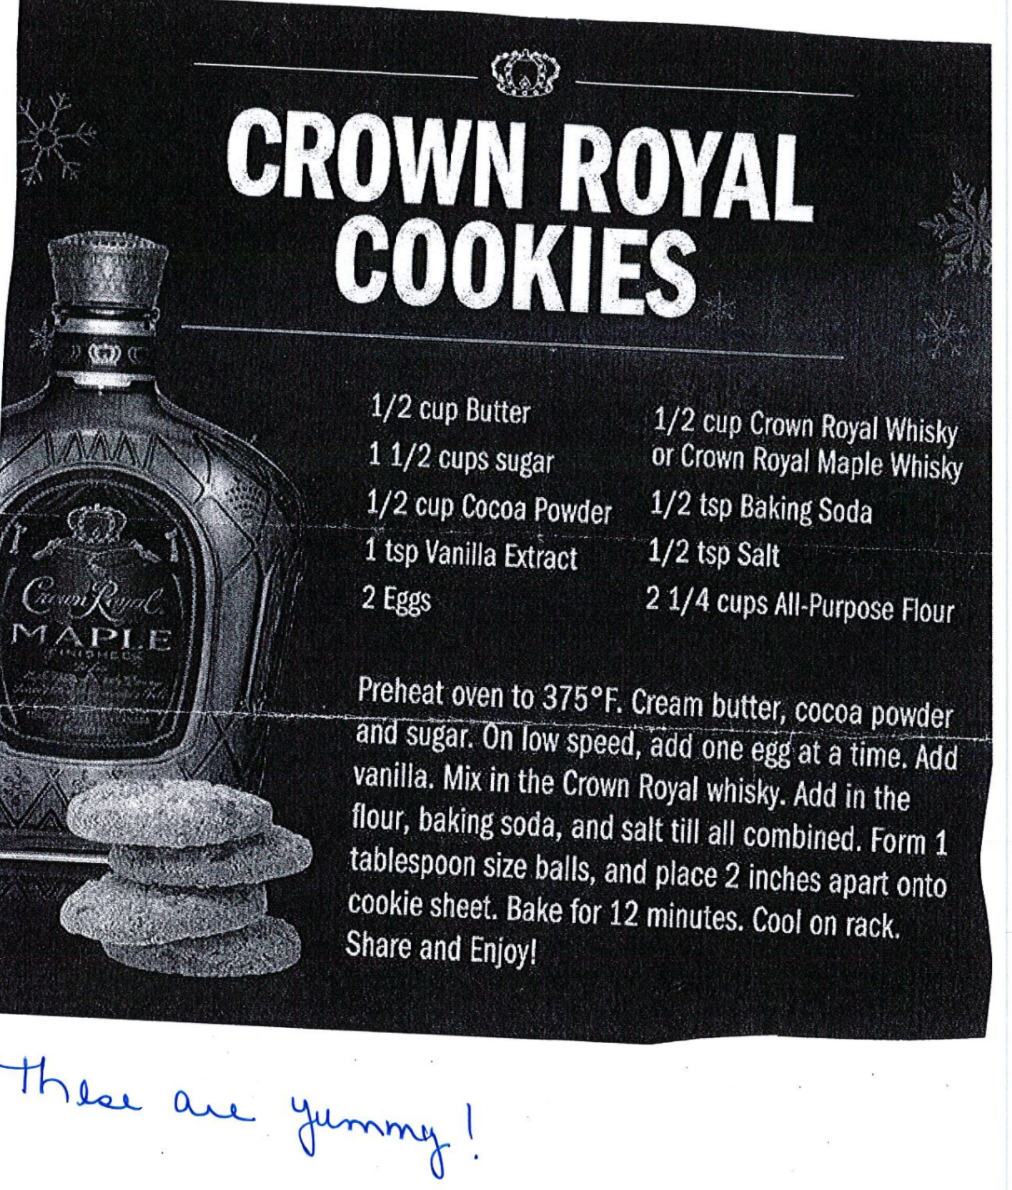 CROWN ROYAL
COOKIES
1/2 cup Butter
1 1/2 cups sugar
1/2 cup Cocoa Powder
1 tsp Vanilla Extract
2 Eggs
1/2 cup Crown Royal Whisky
or Crown Royal Maple Whisky
1/2 tsp Baking Soda
1/2 tsp Salt
2 1/4 cups All-Purpose Flour
Crown Royal
MAPLE
FINISHED
Preheat oven to 375°F. Cream butter, cocoa powder
and sugar. On low speed, add one egg at a time. Add
vanilla. Mix in the Crown Royal whisky. Add in the
flour, baking soda, and salt till all combined. Form 1
tablespoon size balls, and place 2 inches apart onto
cookie sheet. Bake for 12 minutes. Cool on rack.
Share and Enjoy!
These are yummy!